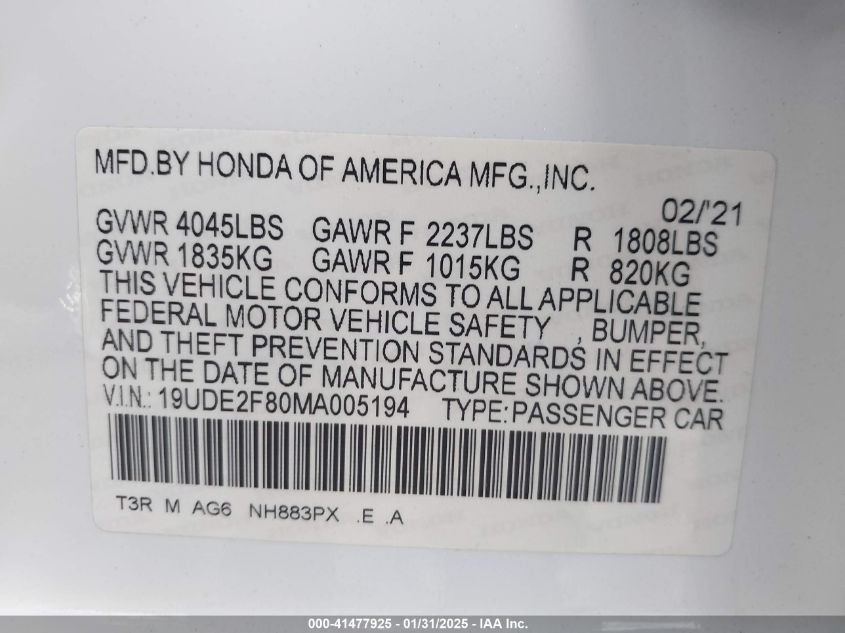 MFD.BY HONDA OF AMERICA MFG.,INC.
02/'21
GVWR 4045LBS GAWR F 2237LBS R 1808LBS
GVWR 1835KG GAWR F 1015KG R 820KG
THIS VEHICLE CONFORMS TO ALL APPLICABLE
FEDERAL MOTOR VEHICLE SAFETY , BUMPER,
AND THEFT PREVENTION STANDARDS IN EFFECT
ON THE DATE OF MANUFACTURE SHOWN ABOVE.
V.I.N.: 19UDE2F80MA005194 TYPE:PASSENGER CAR
T3R M AG6 NH883PX .E .A
000-41477925 - 01/31/2025 - IAA Inc.